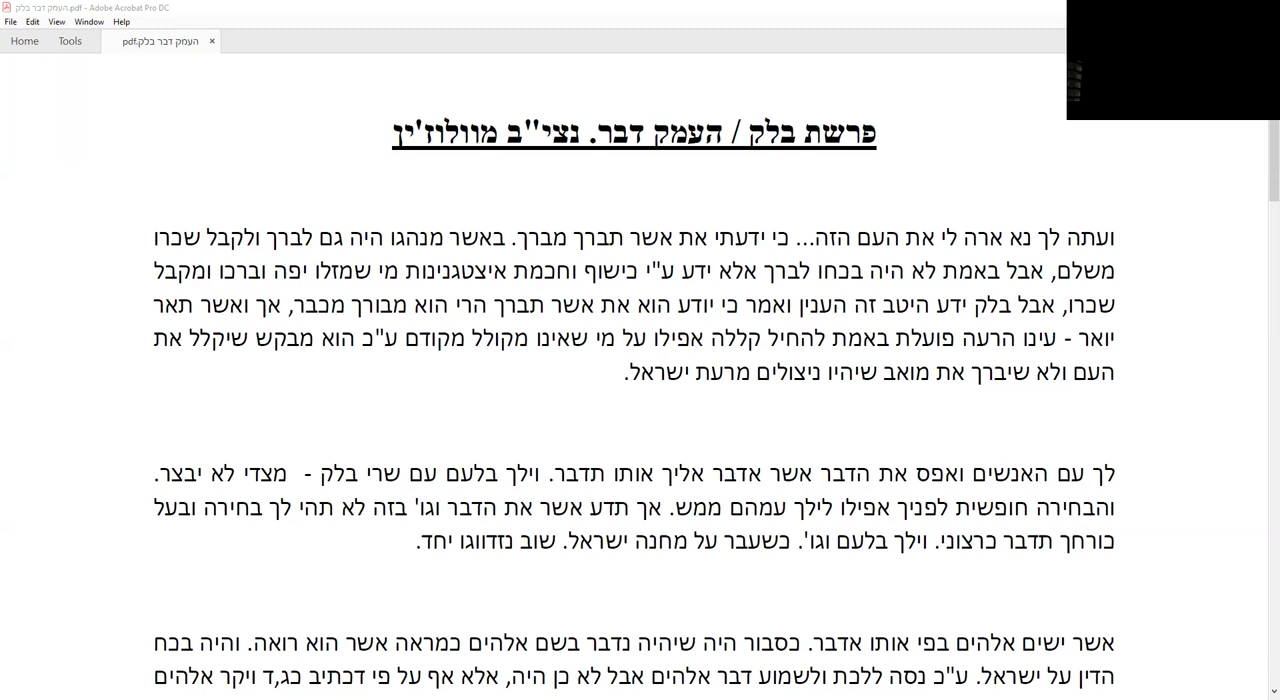 העמק דבר בלק.pdf - Adobe Acrobat Pro DC
File Edit View Window Help
Home Tools העמק דבר בלק.pdf ×
פרשת בלק / העמק דבר. נצי"ב מוולוז'ין
ועתה לך נא ארה לי את העם הזה... כי ידעתי את אשר תברך מברך. באשר מנהגו היה גם לברך ולקבל שכרו
משלם, אבל באמת לא היה בכחו לברך אלא ידע ע"י כישוף וחכמת איצטגנינות מי שמזלו יפה וברכו ומקבל
שכרו, אבל בלק ידע היטב זה הענין ואמר כי יודע הוא את אשר תברך הרי הוא מבורך מכבר, אך ואשר תאר
יואר - עינו הרעה פועלת באמת להחיל קללה אפילו על מי שאינו מקולל מקודם ע"כ הוא מבקש שיקלל את
העם ולא שיברך את מואב שיהיו ניצולים מרעת ישראל.
לך עם האנשים ואפס את הדבר אשר אדבר אליך אותו תדבר. וילך בלעם עם שרי בלק - מצדי לא יבצר.
והבחירה חופשית לפניך אפילו לילך עמהם ממש. אך תדע אשר את הדבר וגו' בזה לא תהי לך בחירה ובעל
כורחך תדבר כרצוני. וילך בלעם וגו'. כשעבר על מחנה ישראל. שוב נזדווגו יחד.
אשר ישים אלהים בפי אותו אדבר. כסבור היה שיהיה נדבר בשם אלהים כמראה אשר הוא רואה. והיה בכח
הדין על ישראל. ע"כ נסה ללכת ולשמוע דבר אלהים אבל לא כן היה, אלא אף על פי דכתיב כג,ד ויקר אלהים